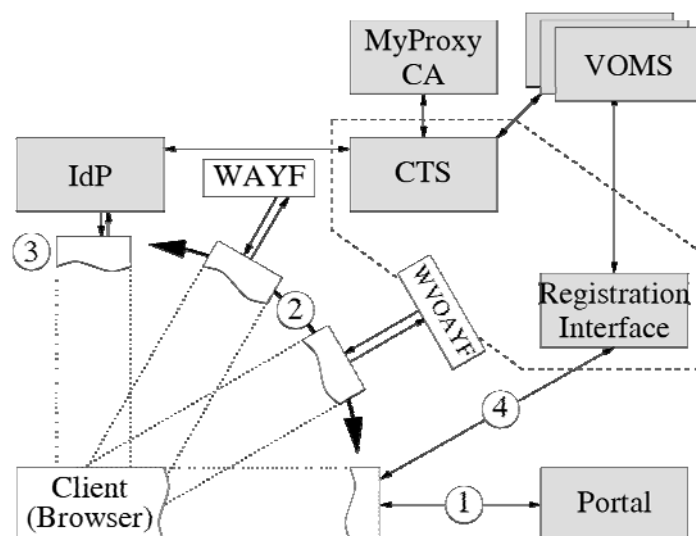 MyProxy
CA
VOMS
IdP
WAYF
CTS
3
2
WVOAYF
Registration
Interface
4
Client
(Browser)
1
Portal